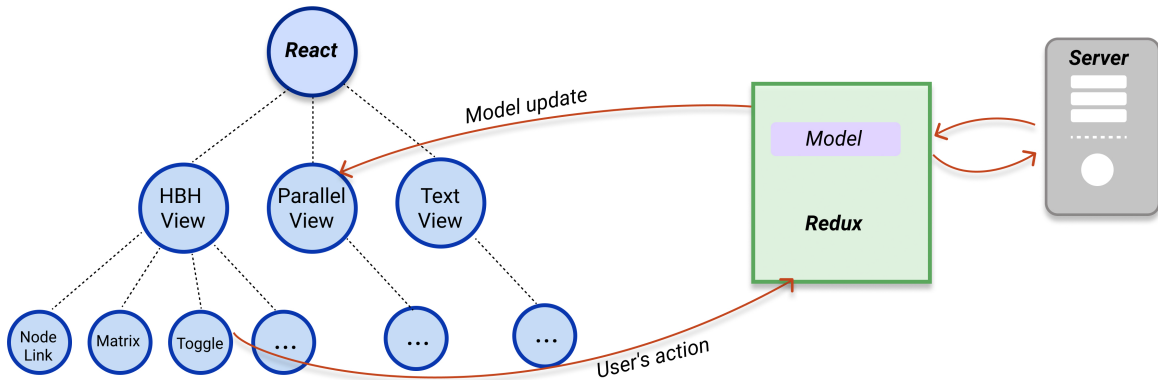 React
Server
Model update
Model
HBH
View
Parallel
View
Text
View
Redux
Node
Link
Matrix
Toggle
...
...
...
User's action